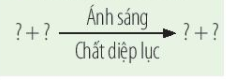 Ánh sáng
? + ? ⟶ ? + ?
Chất diệp lục